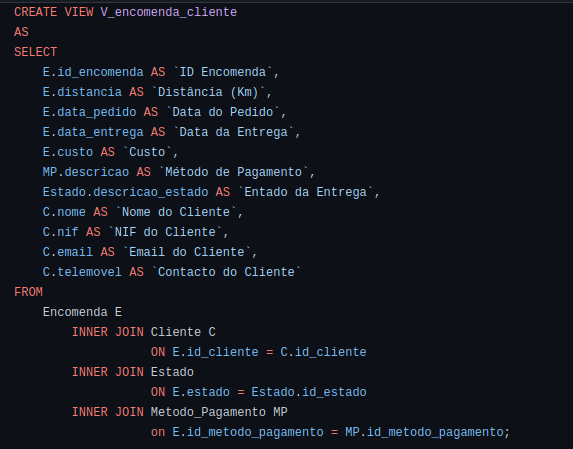 CREATE VIEW V_encomenda_cliente
AS
SELECT
    E.id_encomenda AS `ID Encomenda`,
    E.distancia AS `Distância (Km)`,
    E.data_pedido AS `Data do Pedido`,
    E.data_entrega AS `Data da Entrega`,
    E.custo AS `Custo`,
    MP.descricao AS `Método de Pagamento`,
    Estado.descricao_estado AS `Entado da Entrega`,
    C.nome AS `Nome do Cliente`,
    C.nif AS `NIF do Cliente`,
    C.email AS `Email do Cliente`,
    C.telemovel AS `Contacto do Cliente`
FROM
    Encomenda E
        INNER JOIN Cliente C
                   ON E.id_cliente = C.id_cliente
        INNER JOIN Estado
                   ON E.estado = Estado.id_estado
        INNER JOIN Metodo_Pagamento MP
                   on E.id_metodo_pagamento = MP.id_metodo_pagamento;